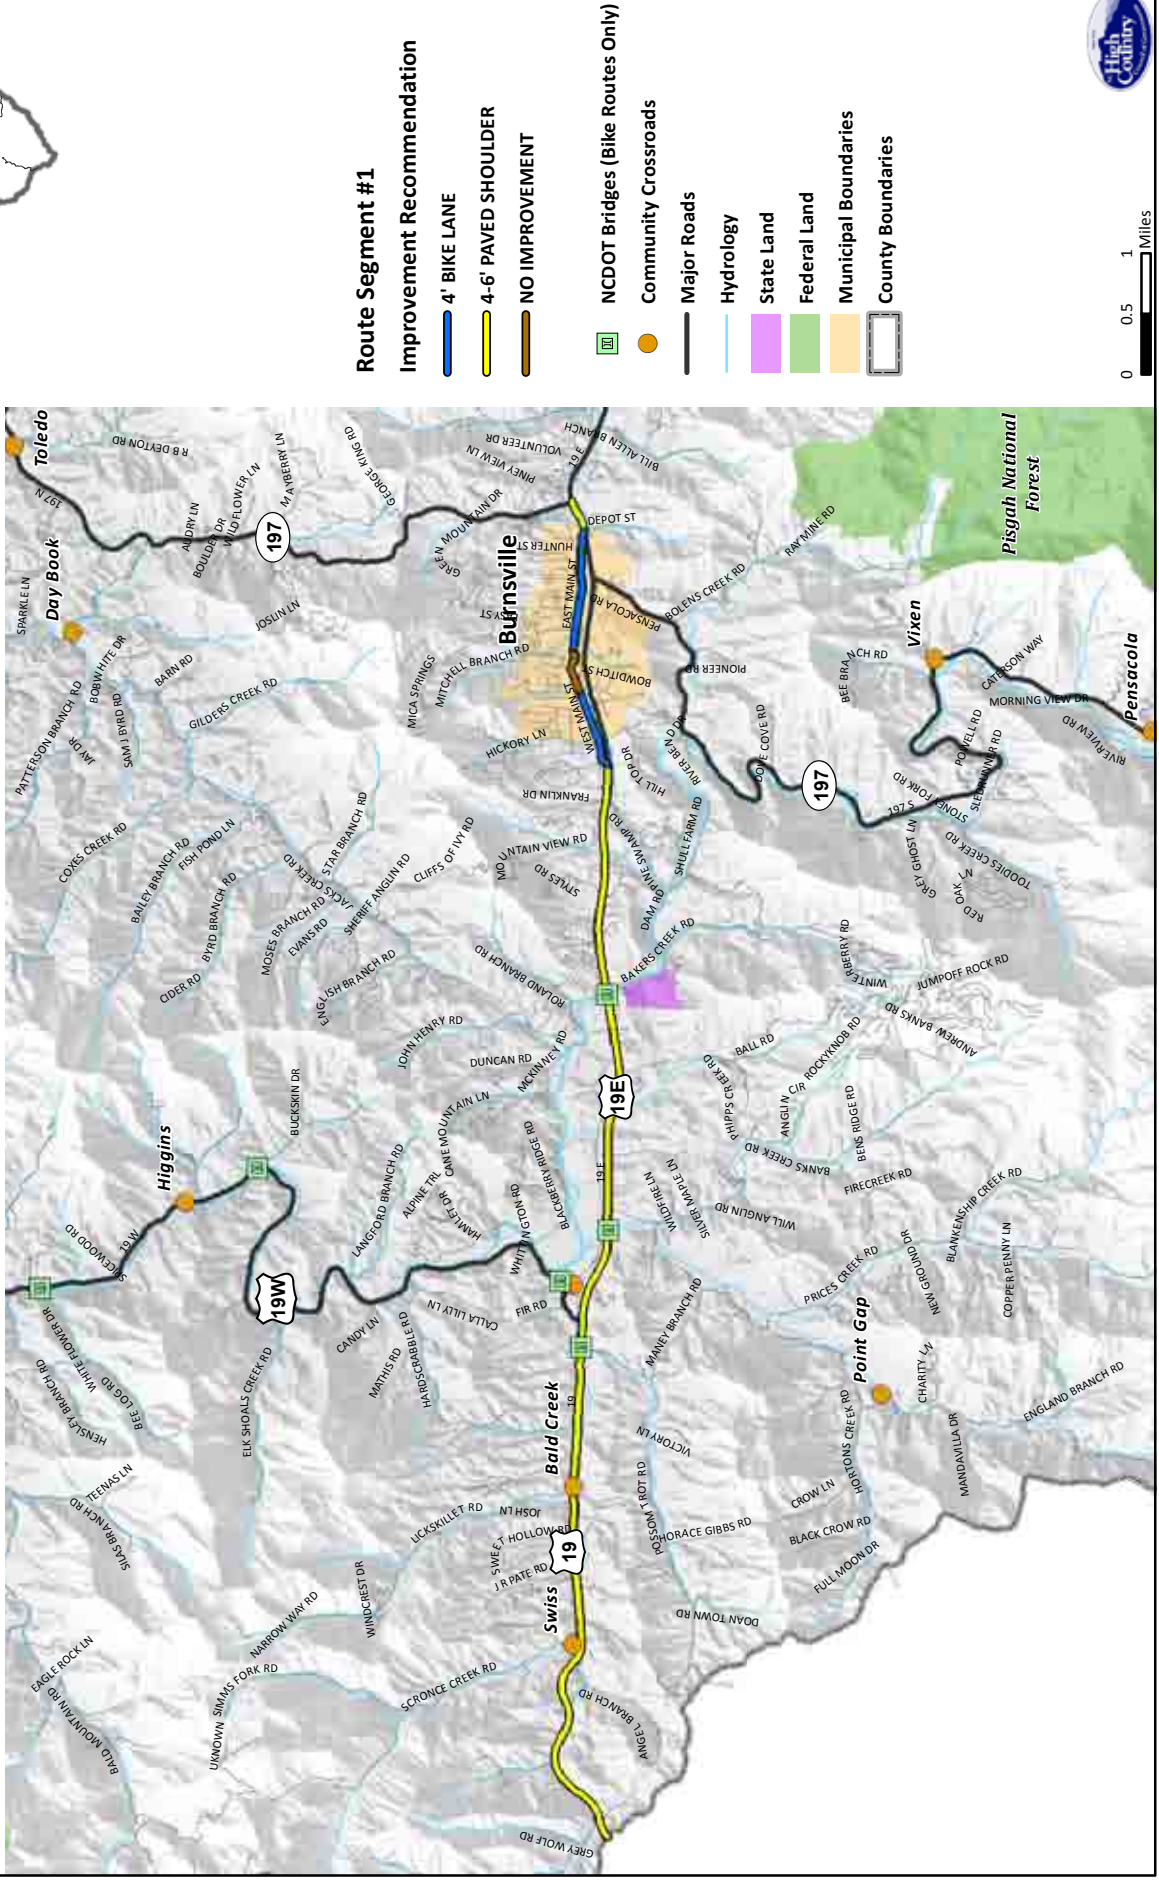 Route Segment #1
Improvement Recommendation
4' BIKE LANE
4-6' PAVED SHOULDER
NO IMPROVEMENT
NCDOT Bridges (Bike Routes Only)
Community Crossroads
Major Roads
Hydrology
State Land
Federal Land
Municipal Boundaries
County Boundaries
0 0.5 1 Miles
High
Country
Toledo
R B DEYTON RD
197 N
Day Book
SPARKLE LN
AUDRY LN
BOULDER DR
WILD FLOWER LN
MAYBERRY LN
GEORGE KING RD
197
GREEN MOUNTAIN DR
PINEY VIEW LN
VOLUNTEER DR
19 E
BILL ALLEN BRANCH
DEPOT ST
HUNTER ST
Burnsville
EAST MAIN ST
PENSACOLA RD
BOLENS CREEK RD
RAY MINE RD
Pisgah National
Forest
JOSLIN LN
PATTERSON BRANCH RD
BOBWHITE DR
JAY DR
SAM J BYRD RD
BARN RD
GILDERS CREEK RD
MICA SPRINGS
MITCHELL BRANCH RD
BOWDITCH ST
WEST MAIN ST
HICKORY LN
PIONEER RD
BEE BRANCH RD
Vixen
CATERSON WAY
MORNING VIEW DR
RIVERVIEW RD
Pensacola
POWELL RD
SLEDRUNNER RD
STONEY FORK RD
197 S
197
DOVE COVE RD
RIVER BEND DR
HILL TOP DR
FRANKLIN DR
SHULL FARM RD
PINE SWAMP RD
DAM RD
MOUNTAIN VIEW RD
STYLES RD
CLIFFS OF IVY RD
STAR BRANCH RD
JACKS CREEK RD
SHERIFF ANGLIN RD
COXES CREEK RD
BAILEY BRANCH RD
FISH POND LN
BYRD BRANCH RD
MOSES BRANCH RD
EVANS RD
CIDER RD
ENGLISH BRANCH RD
ROLAND BRANCH RD
BAKERS CREEK RD
GREY GHOST LN
RED OAK LN
TOODIES CREEK RD
WINTERBERRY RD
JUMPOFF ROCK RD
ANDREW BANKS RD
JOHN HENRY RD
DUNCAN RD
MCKINNEY RD
19E
BALL RD
PHIPPS CREEK RD
ROCKYKNOB RD
ANGLIN CIR
BENS RIDGE RD
BANKS CREEK RD
FIRECREEK RD
BLANKENSHIP CREEK RD
BUCKSKIN DR
Higgins
CANE MOUNTAIN LN
ALPINE TRL
LANGFORD BRANCH RD
HAMLET DR
WHITTINGTON RD
BLACKBERRY RIDGE RD
19 E
WILDFIRE LN
SILVER MAPLE LN
WILL ANGLIN RD
PRICES CREEK RD
NEW GROUND DR
COPPER PENNY LN
SPICEWOOD RD
19 W
19W
WHITE FLOWER DR
HENSLEY BRANCH RD
BEE LOG RD
CANDY LN
MATHIS RD
HARDSCRABBLE RD
CALLA LILLY LN
FIR RD
MANEY BRANCH RD
Point Gap
CHARITY LN
ENGLAND BRANCH RD
MANDAVILLA DR
HORTONS CREEK RD
ELK SHOALS CREEK RD
Bald Creek
19
VICTORY LN
POSSOM TROT RD
CROW LN
BLACK CROW RD
HORACE GIBBS RD
FULL MOON DR
TEENAS LN
SILAS BRANCH RD
LICKSKILLET RD
JOSH LN
SWEET HOLLOW RD
J R PATE RD
19
Swiss
DOAN TOWN RD
WINDCREST DR
NARROW WAY RD
EAGLE ROCK LN
BALD MOUNTAIN RD
UKNOWN
SIMMS FORK RD
SCRONCE CREEK RD
ANGEL BRANCH RD
GREY WOLF RD